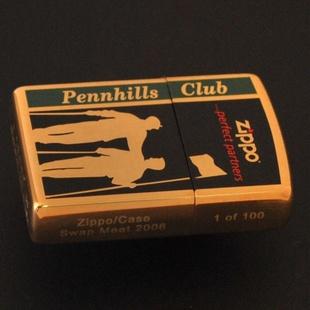 Pennhills Club
zippo
—perfect partners
Zippo/Case
Swap Meet 2006
1 of 100